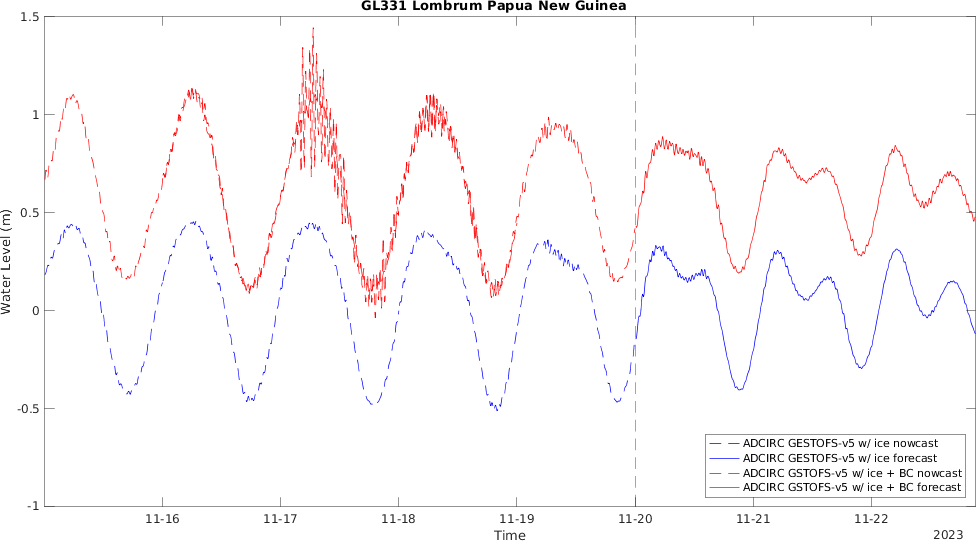 GL331 Lombrum Papua New Guinea
1.5
1
0.5
0
-0.5
-1
Water Level (m)
11-16
11-17
11-18
11-19
11-20
11-21
11-22
Time
2023
ADCIRC GESTOFS-v5 w/ ice nowcast
ADCIRC GESTOFS-v5 w/ ice forecast
ADCIRC GSTOFS-v5 w/ ice + BC nowcast
ADCIRC GSTOFS-v5 w/ ice + BC forecast